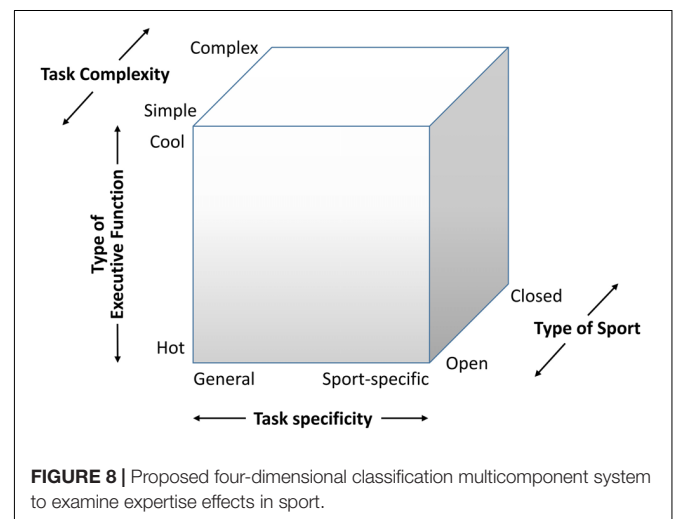 Complex
Task Complexity
Simple
Cool
Type of
Executive Function
Hot
Closed
Type of Sport
Open
General Sport-specific
Task specificity
FIGURE 8 | Proposed four-dimensional classification multicomponent system
to examine expertise effects in sport.